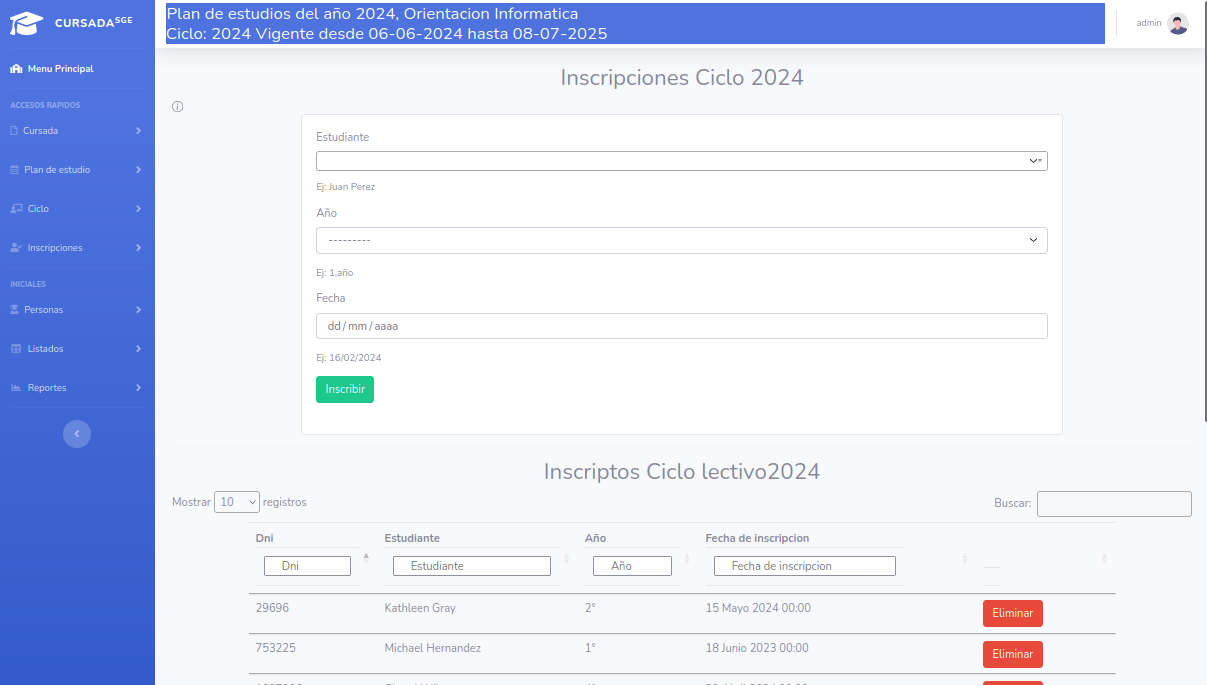 CURSADA SGE
Plan de estudios del año 2024, Orientacion Informatica
Ciclo: 2024 Vigente desde 06-06-2024 hasta 08-07-2025
admin
Menu Principal
ACCESOS RAPIDOS
Cursada
Plan de estudio
Ciclo
Inscripciones
INICIALES
Personas
Listados
Reportes
Inscripciones Ciclo 2024
Estudiante
Ej: Juan Perez
Año
---------
Ej: 1,año
Fecha
dd/mm/aaaa
Ej: 16/02/2024
Inscribir
Inscriptos Ciclo lectivo2024
Mostrar 10 registros
Buscar:
Dni Estudiante Año Fecha de inscripcion
Dni Estudiante Año Fecha de inscripcion
29696 Kathleen Gray 2° 15 Mayo 2024 00:00 Eliminar
753225 Michael Hernandez 1° 18 Junio 2023 00:00 Eliminar